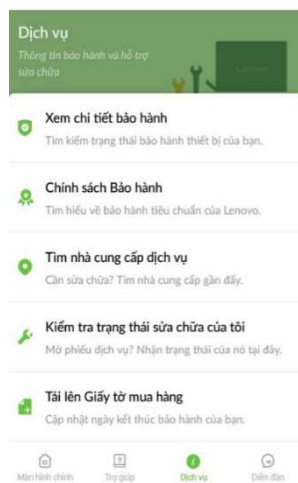 Dịch vụ
Thông tin bảo hành và hỗ trợ
sửa chữa
Lenovo
Xem chi tiết bảo hành
Tìm kiếm trạng thái bảo hành thiết bị của bạn.
Chính sách Bảo hành
Tìm hiểu về bảo hành tiêu chuẩn của Lenovo.
Tìm nhà cung cấp dịch vụ
Cần sửa chữa? Tìm nhà cung cấp gần đấy.
Kiểm tra trạng thái sửa chữa của tôi
Mở phiếu dịch vụ? Nhận trạng thái của nó tại đây.
Tải lên Giấy tờ mua hàng
Cập nhật ngày kết thúc bảo hành của bạn.
Màn hình chính
Trợ giúp
Dịch vụ
Diễn đàn